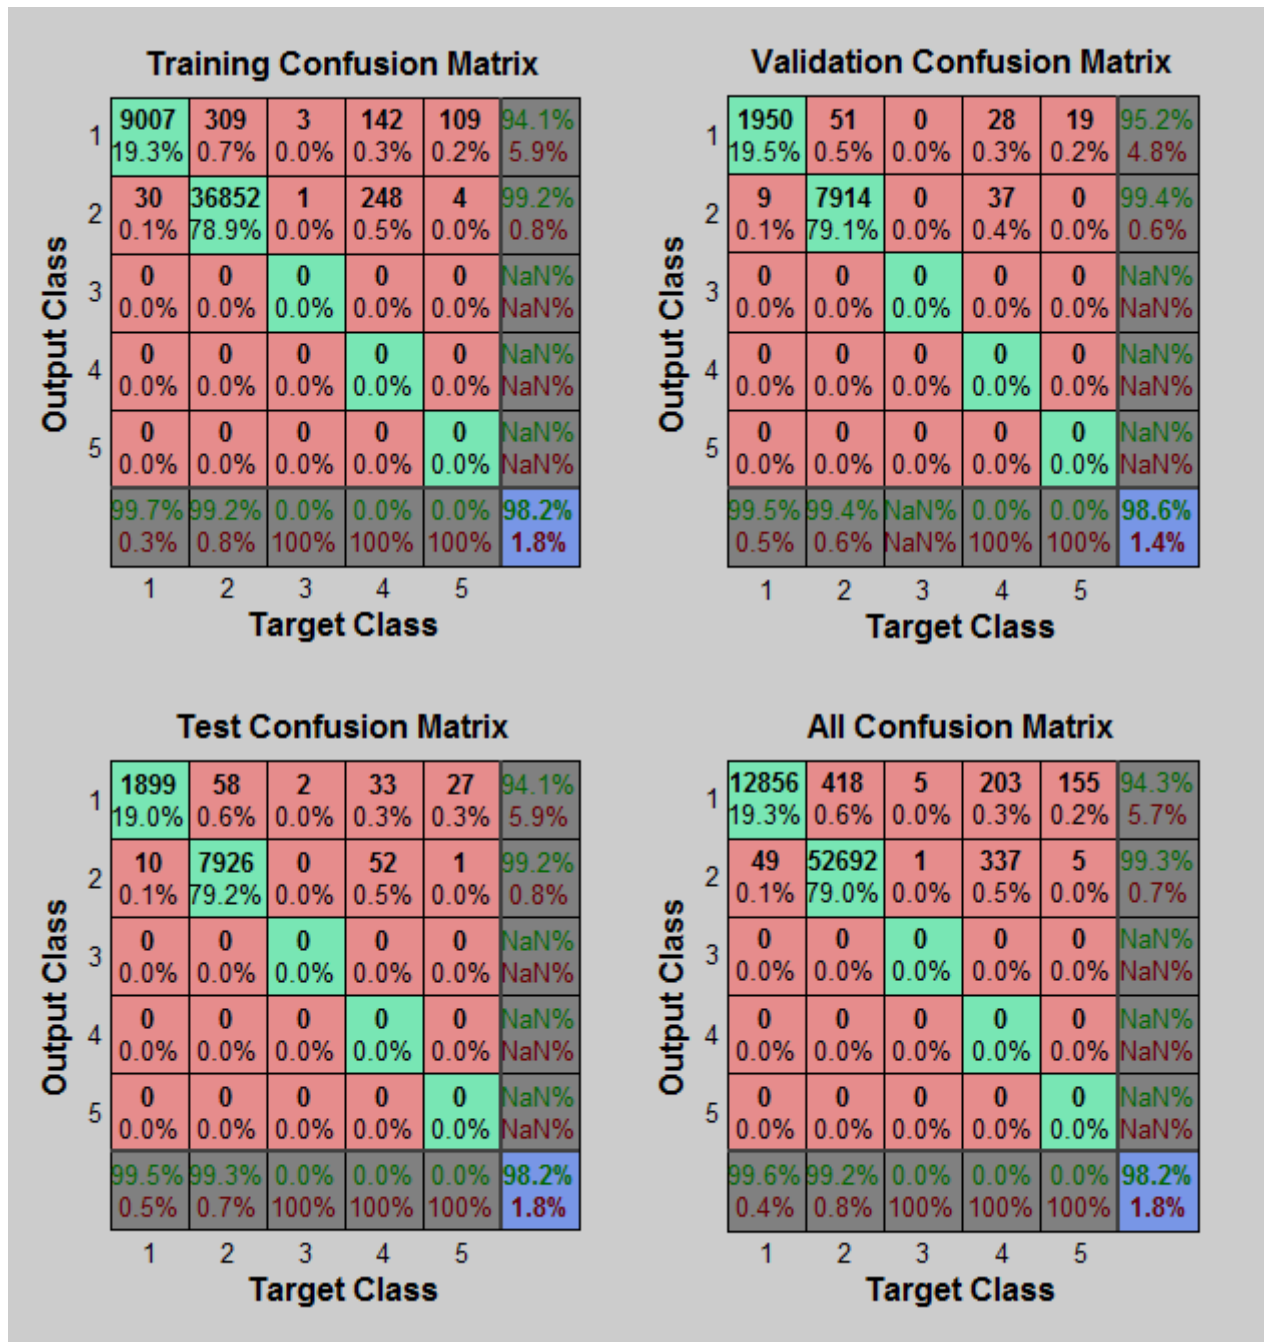 Training Confusion Matrix
1 9007 309 3 142 109 94.1%
19.3% 0.7% 0.0% 0.3% 0.2% 5.9%
2 30 36852 1 248 4 99.2%
0.1% 78.9% 0.0% 0.5% 0.0% 0.8%
3 0 0 0 0 0 NaN%
0.0% 0.0% 0.0% 0.0% 0.0% NaN%
4 0 0 0 0 0 NaN%
0.0% 0.0% 0.0% 0.0% 0.0% NaN%
5 0 0 0 0 0 NaN%
0.0% 0.0% 0.0% 0.0% 0.0% NaN%
99.7% 99.2% 0.0% 0.0% 0.0% 98.2%
0.3% 0.8% 100% 100% 100% 1.8%
1 2 3 4 5
Target Class
Output Class
Validation Confusion Matrix
1 1950 51 0 28 19 95.2%
19.5% 0.5% 0.0% 0.3% 0.2% 4.8%
2 9 7914 0 37 0 99.4%
0.1% 79.1% 0.0% 0.4% 0.0% 0.6%
3 0 0 0 0 0 NaN%
0.0% 0.0% 0.0% 0.0% 0.0% NaN%
4 0 0 0 0 0 NaN%
0.0% 0.0% 0.0% 0.0% 0.0% NaN%
5 0 0 0 0 0 NaN%
0.0% 0.0% 0.0% 0.0% 0.0% NaN%
99.5% 99.4% NaN% 0.0% 0.0% 98.6%
0.5% 0.6% NaN% 100% 100% 1.4%
1 2 3 4 5
Target Class
Output Class
Test Confusion Matrix
1 1899 58 2 33 27 94.1%
19.0% 0.6% 0.0% 0.3% 0.3% 5.9%
2 10 7926 0 52 1 99.2%
0.1% 79.2% 0.0% 0.5% 0.0% 0.8%
3 0 0 0 0 0 NaN%
0.0% 0.0% 0.0% 0.0% 0.0% NaN%
4 0 0 0 0 0 NaN%
0.0% 0.0% 0.0% 0.0% 0.0% NaN%
5 0 0 0 0 0 NaN%
0.0% 0.0% 0.0% 0.0% 0.0% NaN%
99.5% 99.3% 0.0% 0.0% 0.0% 98.2%
0.5% 0.7% 100% 100% 100% 1.8%
1 2 3 4 5
Target Class
Output Class
All Confusion Matrix
1 12856 418 5 203 155 94.3%
19.3% 0.6% 0.0% 0.3% 0.2% 5.7%
2 49 52692 1 337 5 99.3%
0.1% 79.0% 0.0% 0.5% 0.0% 0.7%
3 0 0 0 0 0 NaN%
0.0% 0.0% 0.0% 0.0% 0.0% NaN%
4 0 0 0 0 0 NaN%
0.0% 0.0% 0.0% 0.0% 0.0% NaN%
5 0 0 0 0 0 NaN%
0.0% 0.0% 0.0% 0.0% 0.0% NaN%
99.6% 99.2% 0.0% 0.0% 0.0% 98.2%
0.4% 0.8% 100% 100% 100% 1.8%
1 2 3 4 5
Target Class
Output Class